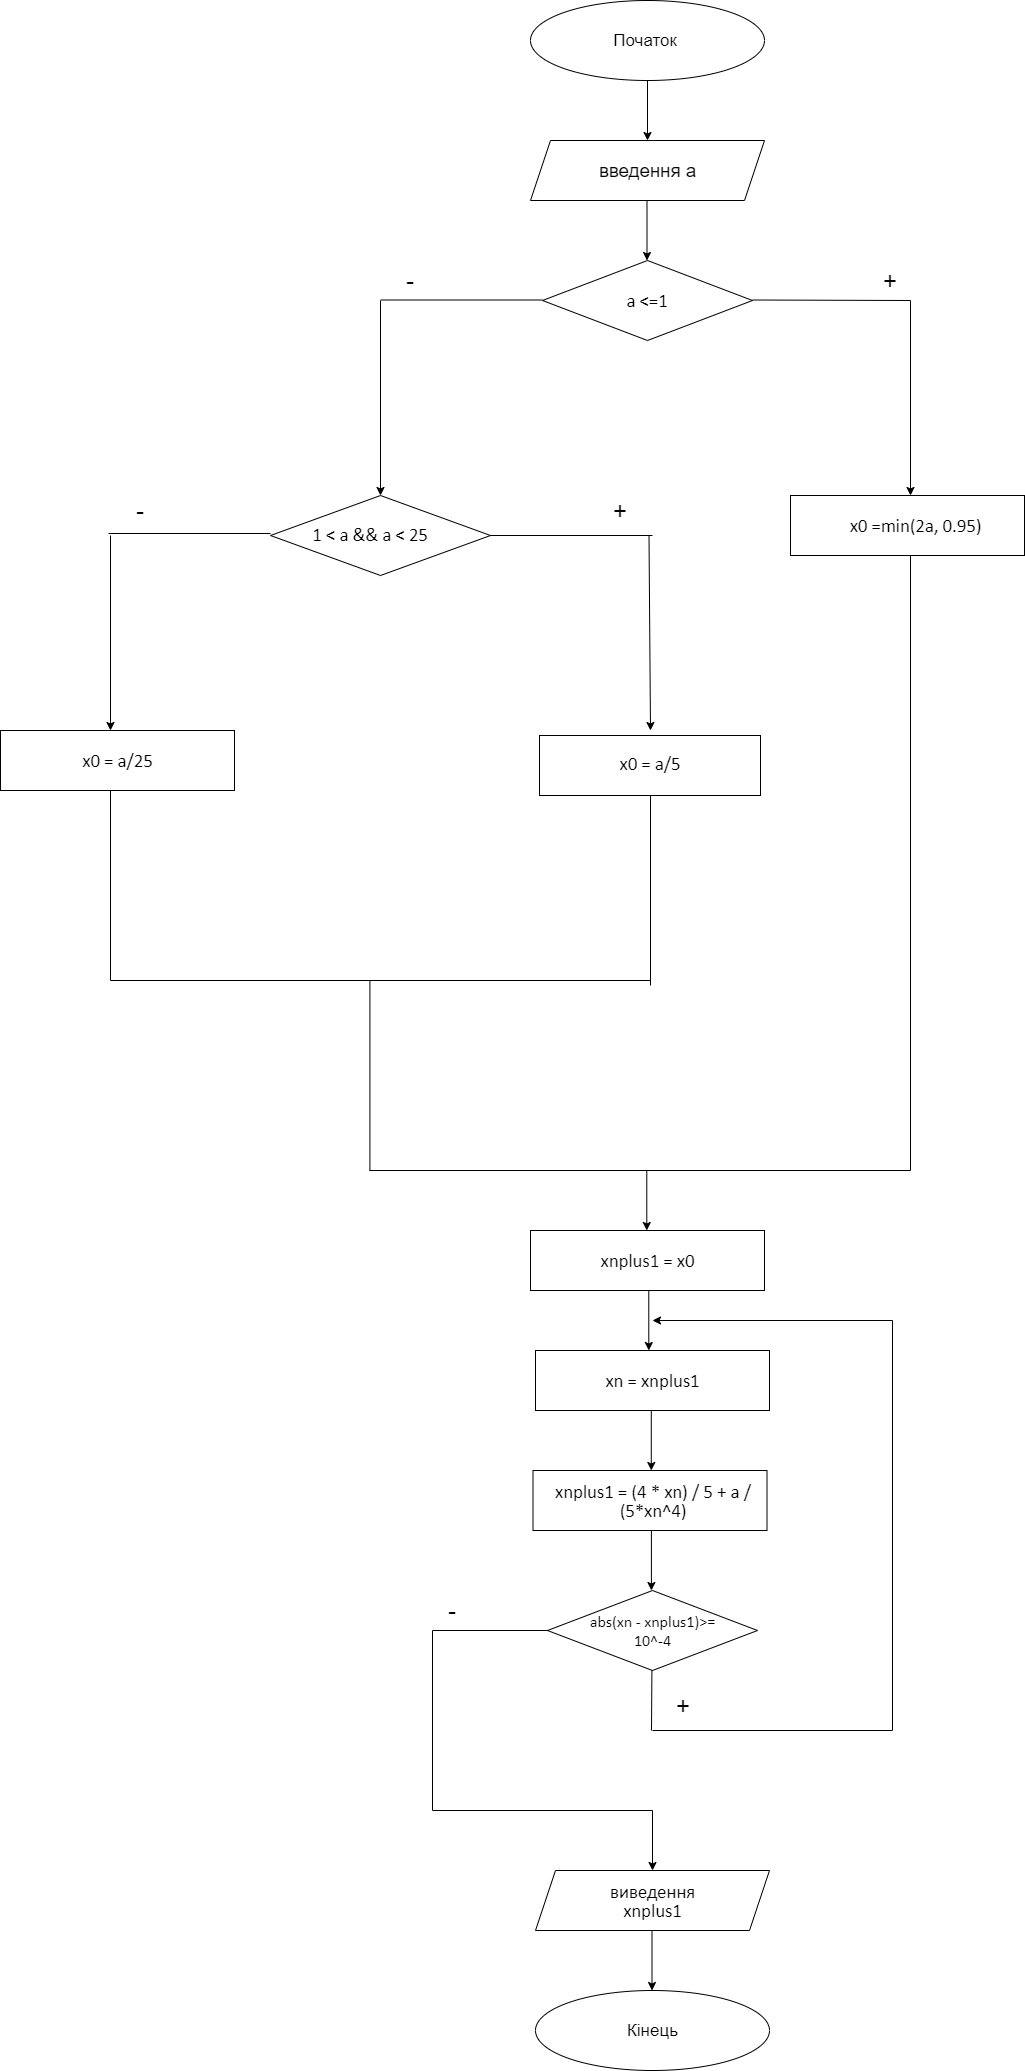 Початок
введення a
a <=1
-
+
1 < a && a < 25
-
+
x0 =min(2a, 0.95)
x0 = a/25
x0 = a/5
xnplus1 = x0
xn = xnplus1
xnplus1 = (4 * xn) / 5 + a /
(5*xn^4)
abs(xn - xnplus1)>=
10^-4
-
+
виведення
xnplus1
Кінець